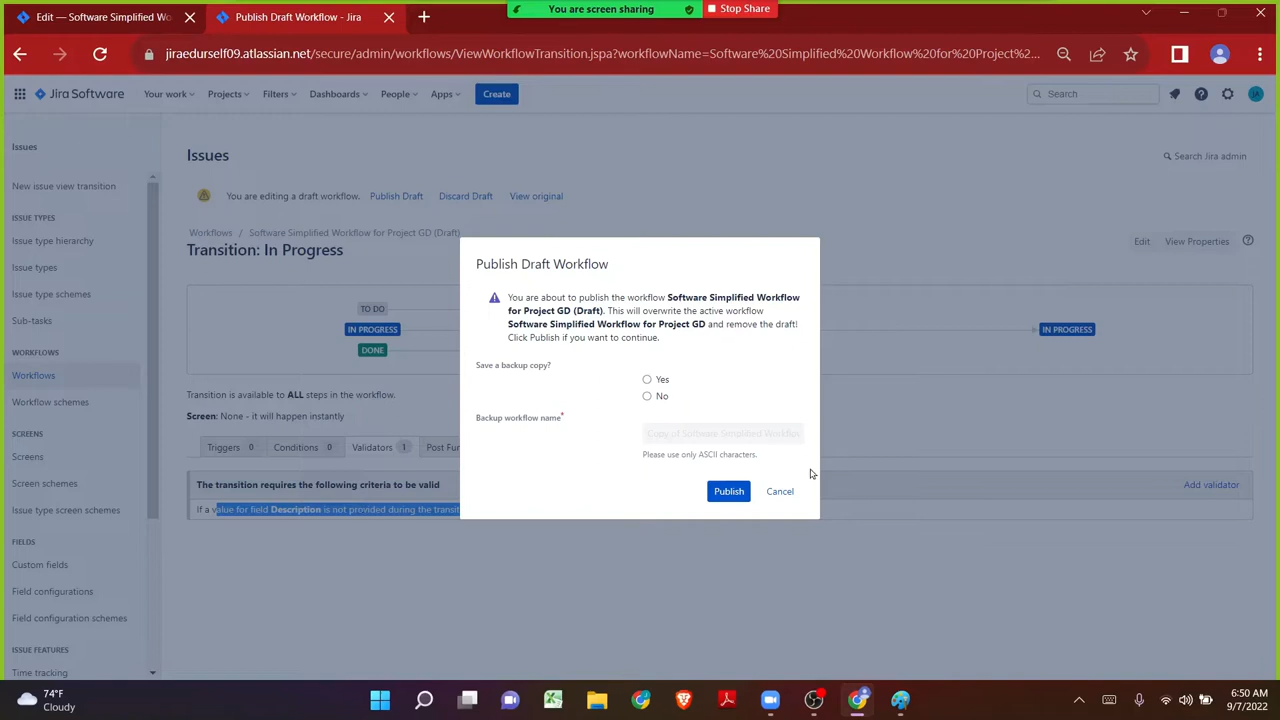 Edit — Software Simplified Wo
Publish Draft Workflow - Jira
You are screen sharing
Stop Share
jiraedurself09.atlassian.net/secure/admin/workflows/ViewWorkflowTransition.jspa?workflowName=Software%20Simplified%20Workflow%20for%20Project%2...
Jira Software
Your work
Projects
Filters
Dashboards
People
Apps
Create
Search
Issues
Issues
Search Jira admin
New issue view transition
You are editing a draft workflow. Publish Draft Discard Draft View original
ISSUE TYPES
Workflows / Software Simplified Workflow for Project GD (Draft)
Issue type hierarchy
Transition: In Progress
Edit View Properties
Issue types
Issue type schemes
Sub-tasks
TO DO
IN PROGRESS
DONE
IN PROGRESS
WORKFLOWS
Workflows
Workflow schemes
Transition is available to ALL steps in the workflow.
Screen: None - it will happen instantly
SCREENS
Screens
Screen schemes
Issue type screen schemes
Triggers 0
Conditions 0
Validators 1
Post Fun
The transition requires the following criteria to be valid
Add validator
If a value for field Description is not provided during the transit
FIELDS
Custom fields
Field configurations
Field configuration schemes
ISSUE FEATURES
Time tracking
Publish Draft Workflow
You are about to publish the workflow Software Simplified Workflow
for Project GD (Draft). This will overwrite the active workflow
Software Simplified Workflow for Project GD and remove the draft!
Click Publish if you want to continue.
Save a backup copy?
Yes
No
Backup workflow name*
Copy of Software Simplified Workflow
Please use only ASCII characters.
Publish
Cancel
74°F
Cloudy
6:50 AM
9/7/2022